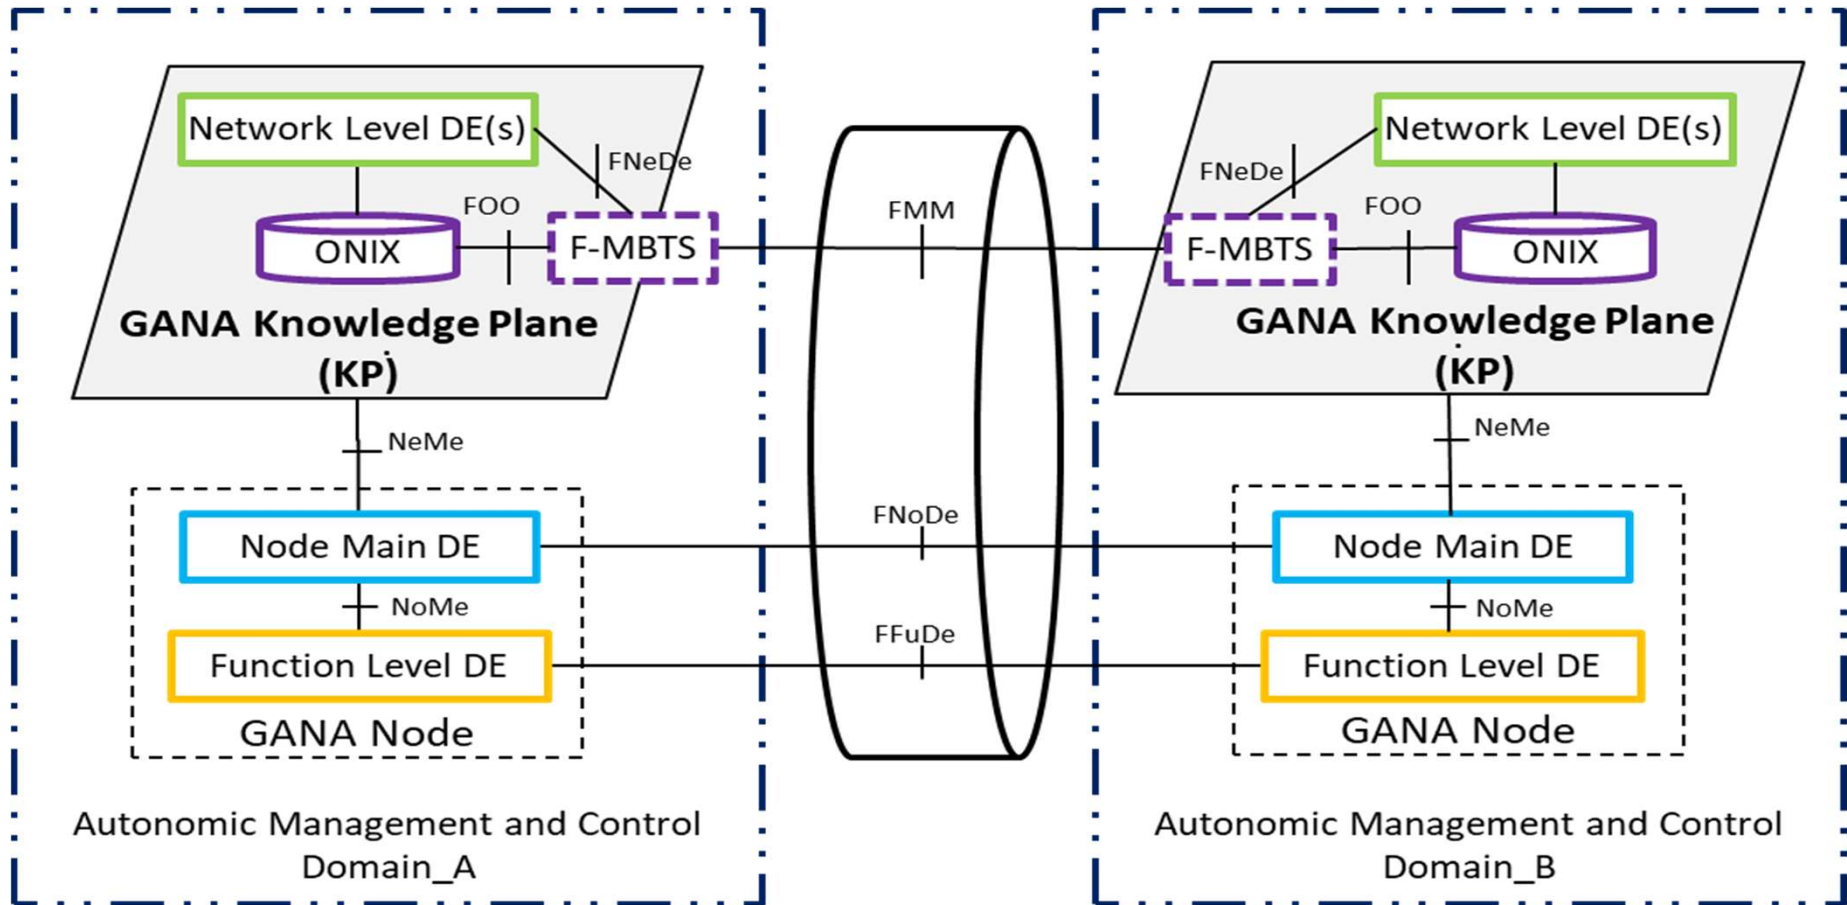 Network Level DE(s)
FNeDe
FOO
ONIX
F-MBTS
GANA Knowledge Plane
(KP)
NeMe
Node Main DE
NoMe
Function Level DE
GANA Node
Autonomic Management and Control
Domain_A
FMM
FNoDe
FFuDe
Network Level DE(s)
FNeDe
FOO
F-MBTS
ONIX
GANA Knowledge Plane
(KP)
NeMe
Node Main DE
NoMe
Function Level DE
GANA Node
Autonomic Management and Control
Domain_B